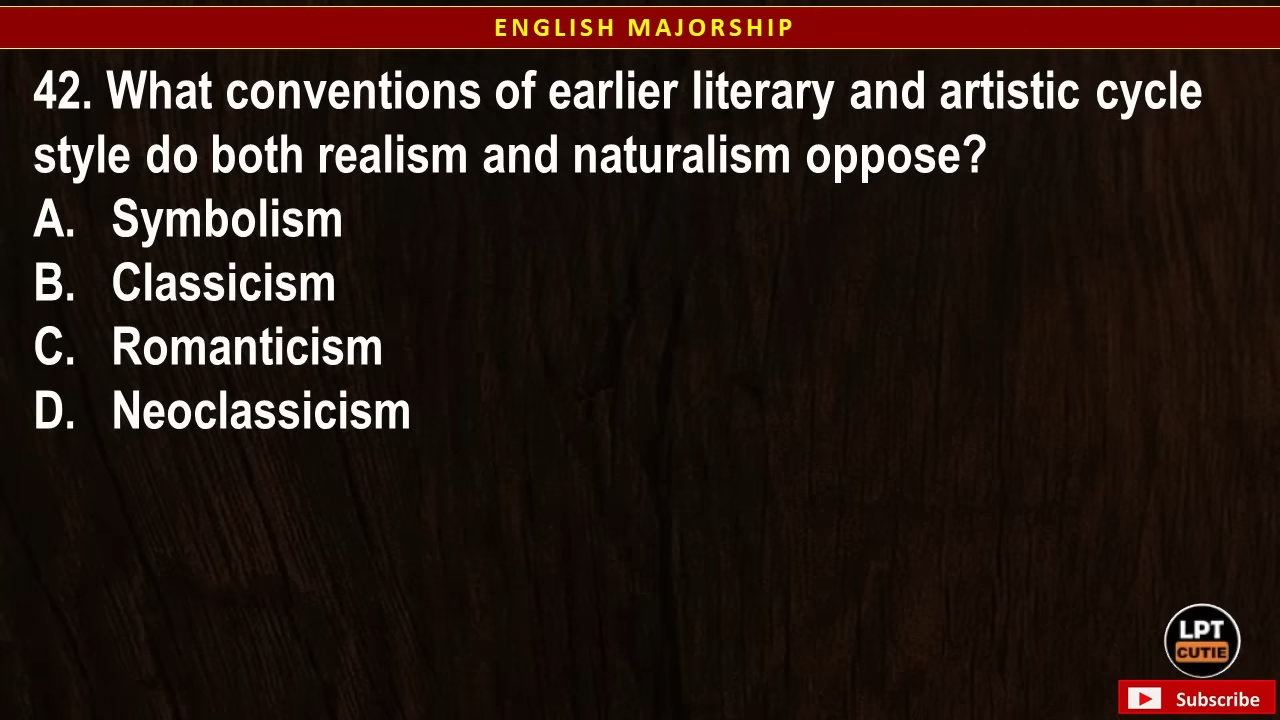 ENGLISH MAJORSHIP
42. What conventions of earlier literary and artistic cycle
style do both realism and naturalism oppose?
A. Symbolism
B. Classicism
C. Romanticism
D. Neoclassicism
LPT
CUTIE
Subscribe